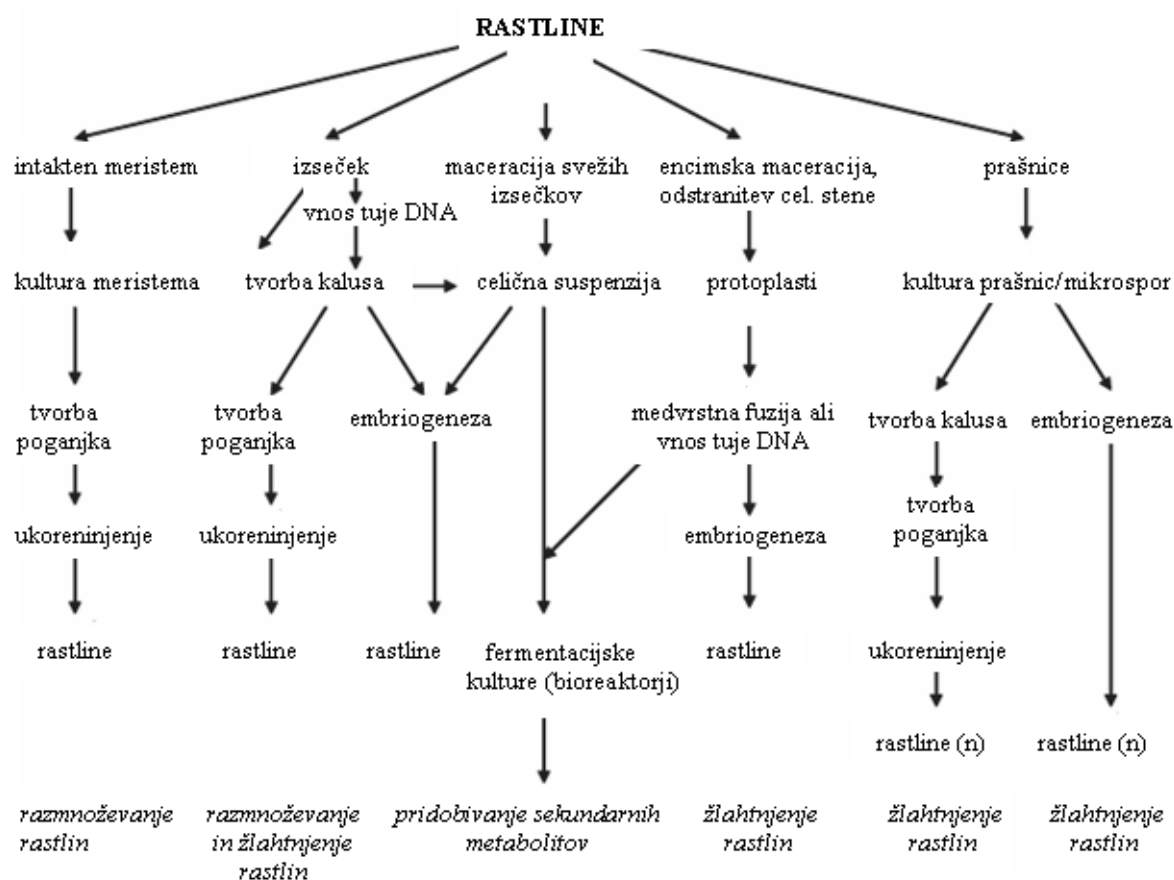 RASTLINE
intakten meristem
izseček
maceracija svežih
izsečkov
encimska maceracija,
odstranitev cel. stene
prašnice
vnos tuje DNA
kultura meristema
tvorba kalusa
celična suspenzija
protoplasti
kultura prašnic/mikrospor
tvorba
poganjka
tvorba
poganjka
embriogeneza
medvrstna fuzija ali
vnos tuje DNA
tvorba kalusa
embriogeneza
ukoreninjenje
ukoreninjenje
embriogeneza
tvorba
poganjka
rastline
rastline
rastline
fermentacijske
kulture (bioreaktorji)
rastline
ukoreninjenje
rastline (n)
rastline (n)
razmnoževanje
rastlin
razmnoževanje
in žlahtnjenje
rastlin
pridobivanje sekundarnih
metabolitov
žlahtnjenje
rastlin
žlahtnjenje
rastlin
žlahtnjenje
rastlin